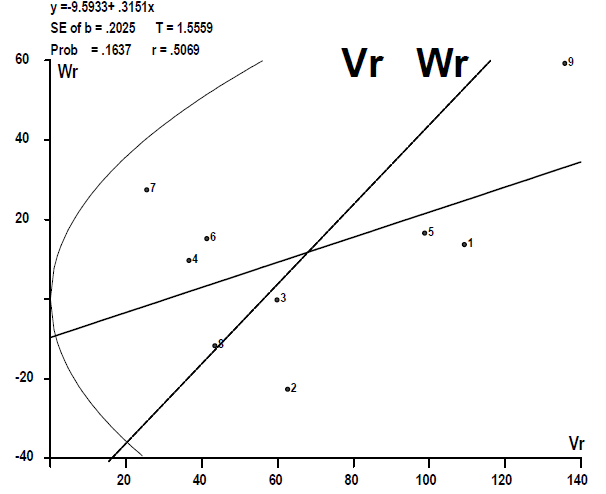 y =-9.5933+ .3151x
SE of b = .2025 T = 1.5559
Prob = .1637 r = .5069
Vr Wr
60
Wr
9
40
7
20
6
5
1
4
3
8
2
-20
-40
Vr
20 40 60 80 100 120 140